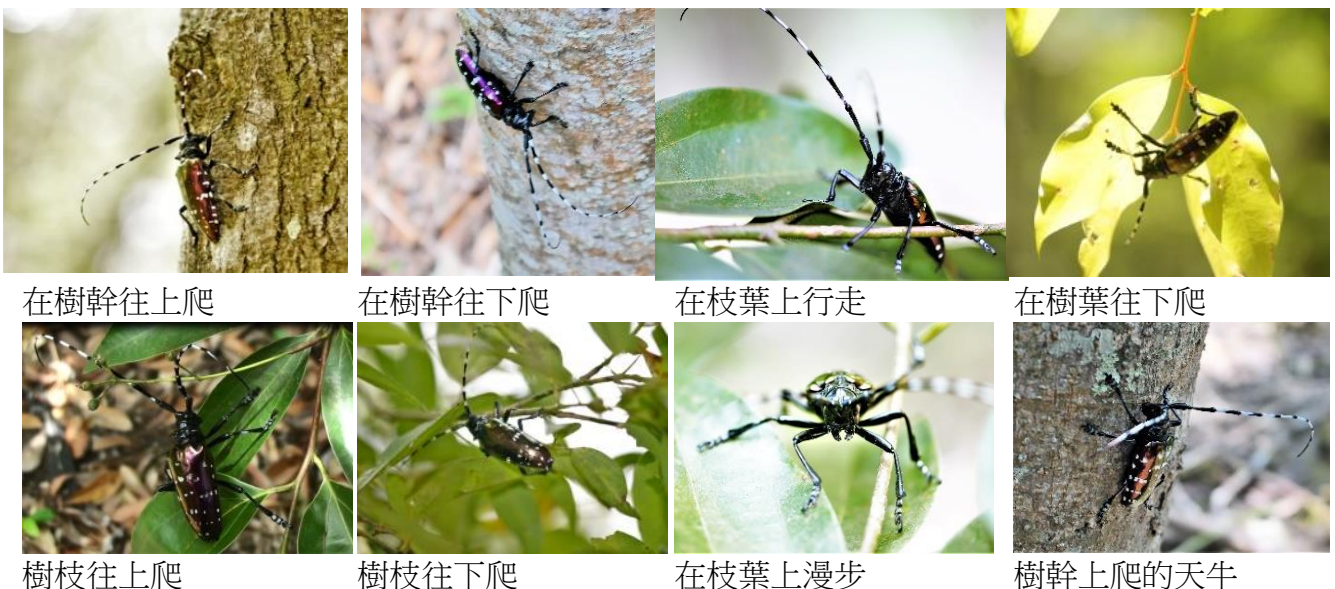 在樹幹往上爬
在樹幹往下爬
在枝葉上行走
在樹葉往下爬
樹枝往上爬
樹枝往下爬
在枝葉上漫步
樹幹上爬的天牛